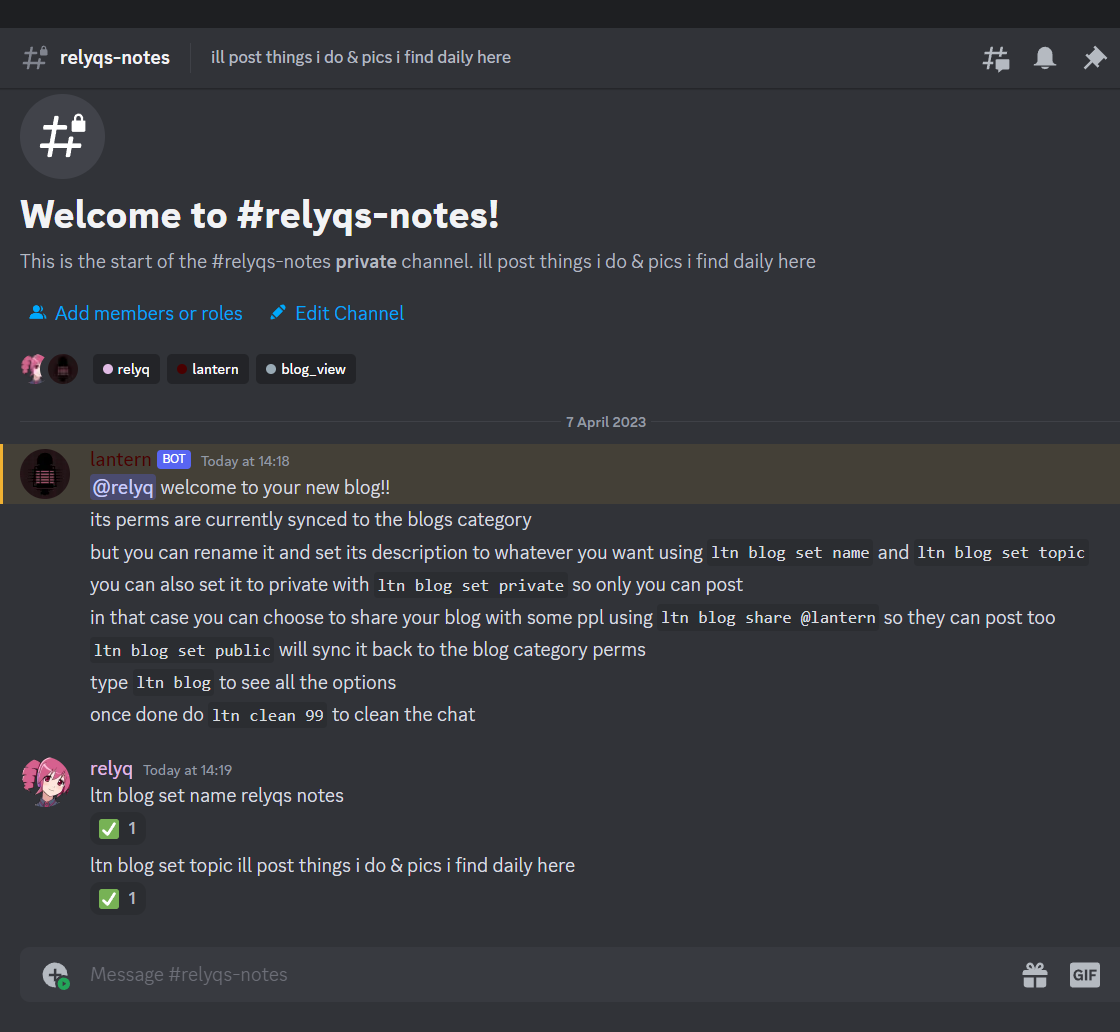 relyqs-notes ill post things i do & pics i find daily here
Welcome to #relyqs-notes!
This is the start of the #relyqs-notes private channel. ill post things i do & pics i find daily here
Add members or roles Edit Channel
relyq lantern blog_view
7 April 2023
lantern BOT Today at 14:18
@relyq welcome to your new blog!!
its perms are currently synced to the blogs category
but you can rename it and set its description to whatever you want using ltn blog set name and ltn blog set topic
you can also set it to private with ltn blog set private so only you can post
in that case you can choose to share your blog with some ppl using ltn blog share @lantern so they can post too
ltn blog set public will sync it back to the blog category perms
type ltn blog to see all the options
once done do ltn clean 99 to clean the chat
relyq Today at 14:19
ltn blog set name relyqs notes
1
ltn blog set topic ill post things i do & pics i find daily here
1
Message #relyqs-notes GIF